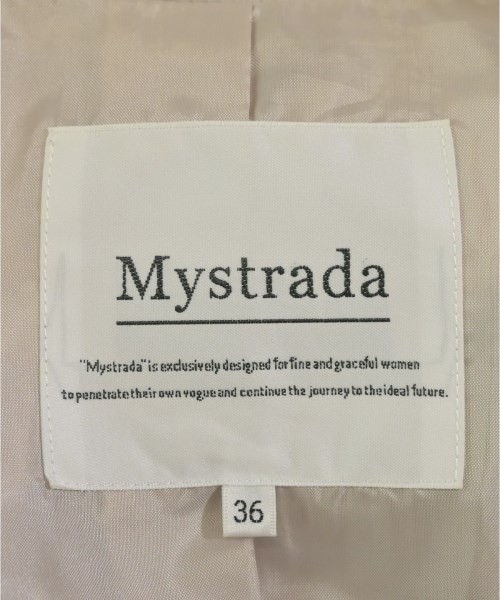 Mystrada
"Mystrada" is exclusively designed for fine and graceful women
to penetrate their own vogue and continue the journey to the ideal future.
36